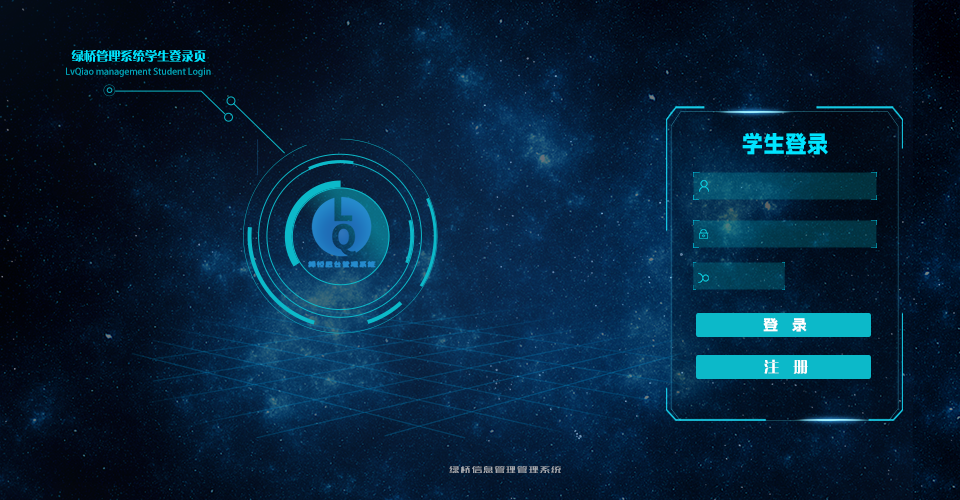 绿桥管理系统学生登录页
LvQiao management Student Login
LQ
绿桥后台管理系统
学生登录
登 录
注 册
绿桥信息管理管理系统